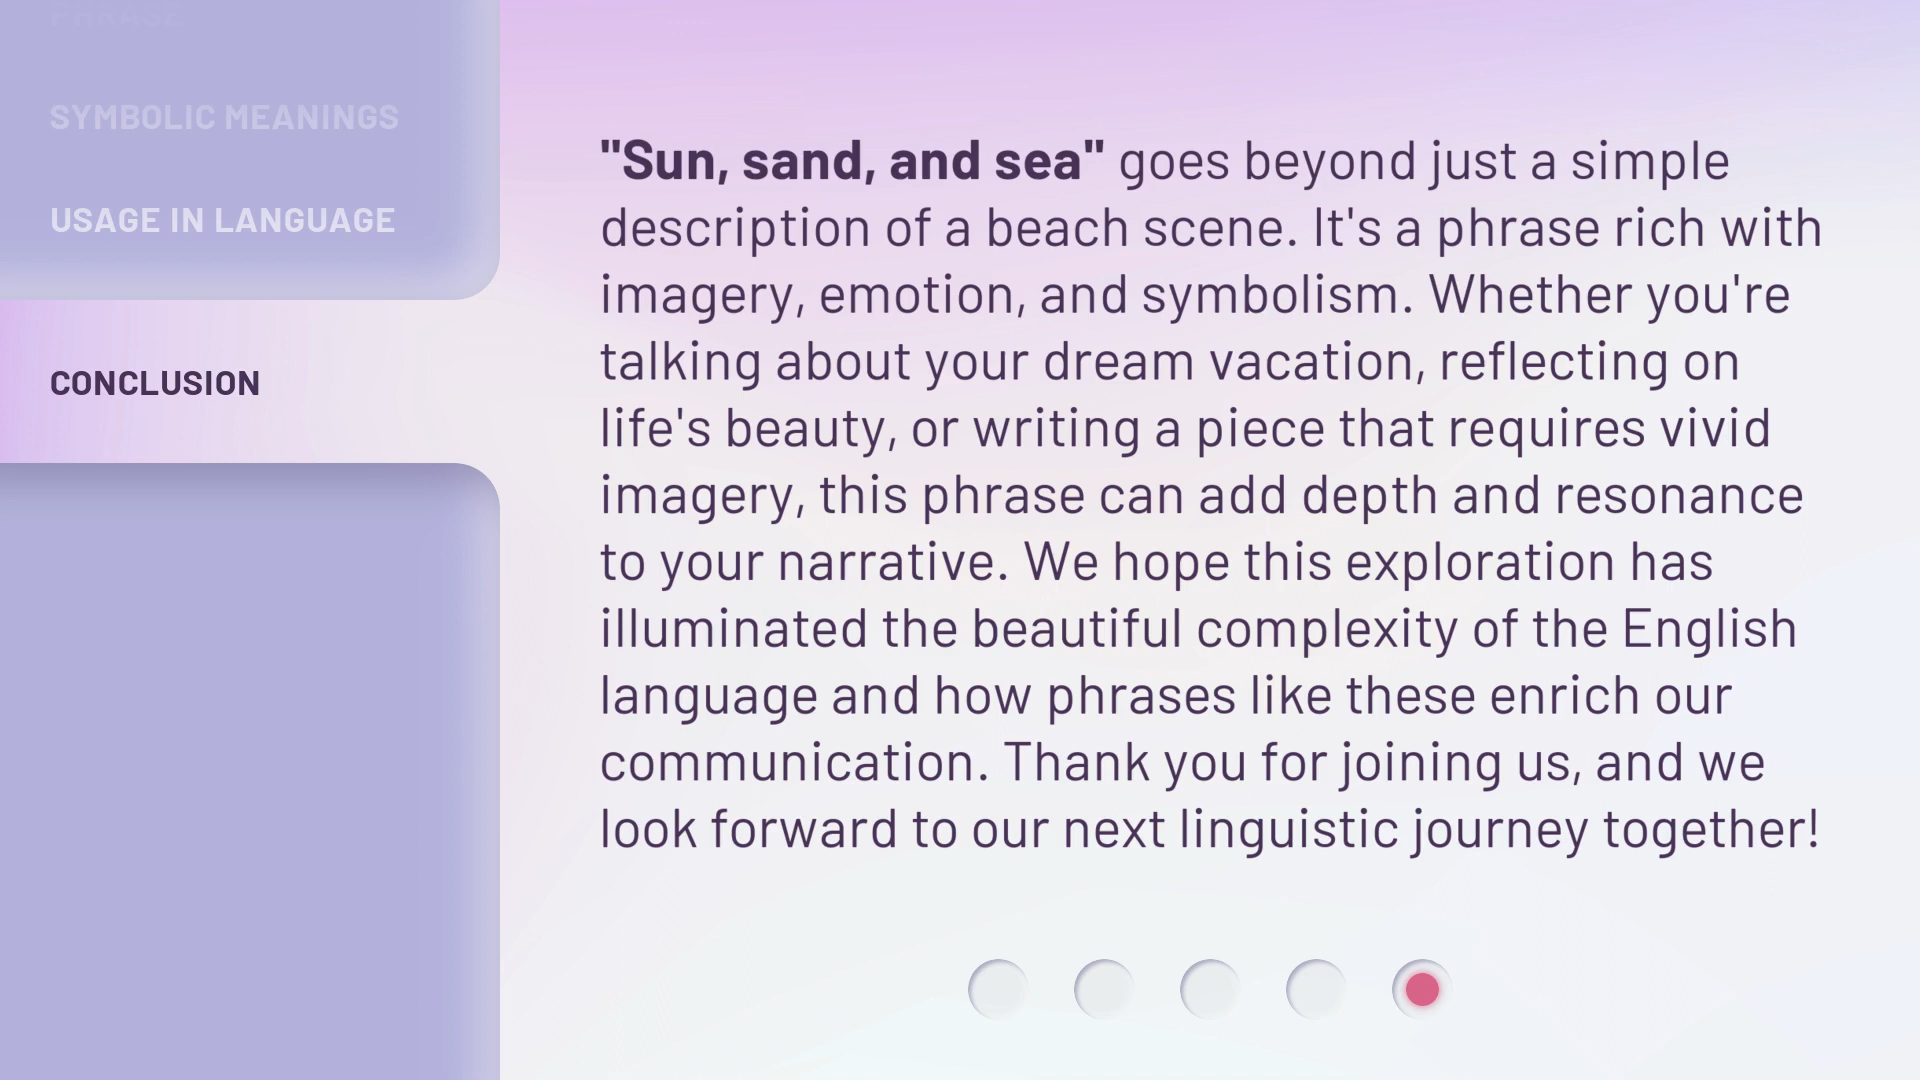 PHRASE
SYMBOLIC MEANINGS
USAGE IN LANGUAGE
CONCLUSION
"Sun, sand, and sea" goes beyond just a simple
description of a beach scene. It's a phrase rich with
imagery, emotion, and symbolism. Whether you're
talking about your dream vacation, reflecting on
life's beauty, or writing a piece that requires vivid
imagery, this phrase can add depth and resonance
to your narrative. We hope this exploration has
illuminated the beautiful complexity of the English
language and how phrases like these enrich our
communication. Thank you for joining us, and we
look forward to our next linguistic journey together!